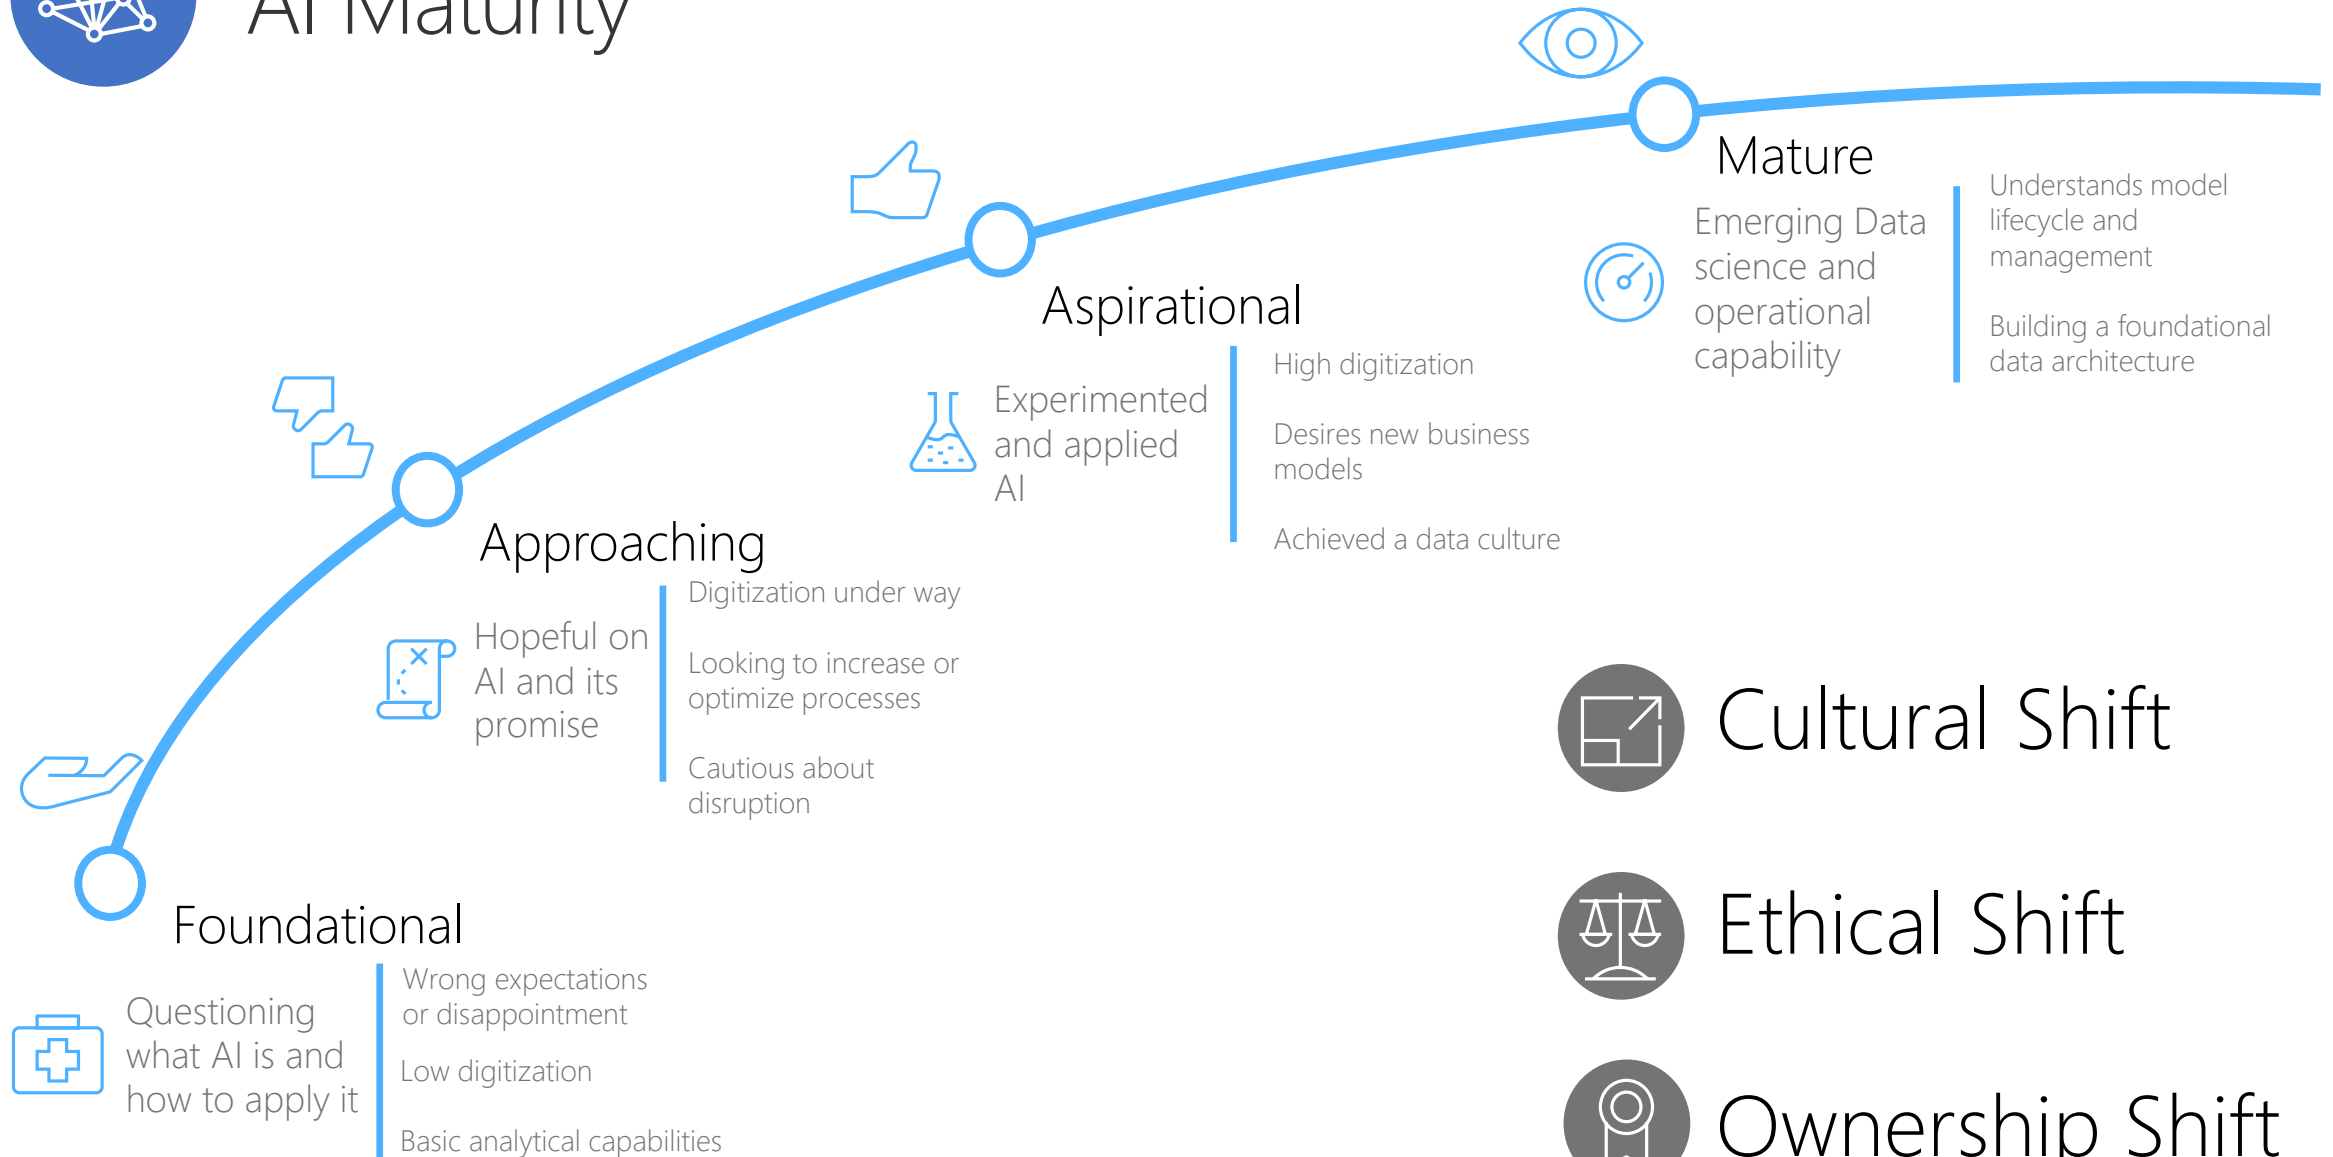 AI Maturity
Mature
Emerging Data
science and
operational
capability
Understands model
lifecycle and
management
Building a foundational
data architecture
Aspirational
Experimented
and applied
AI
High digitization
Desires new business
models
Achieved a data culture
Approaching
Hopeful on
AI and its
promise
Digitization under way
Looking to increase or
optimize processes
Cautious about
disruption
Foundational
Questioning
what AI is and
how to apply it
Wrong expectations
or disappointment
Low digitization
Basic analytical capabilities
Cultural Shift
Ethical Shift
Ownership Shift